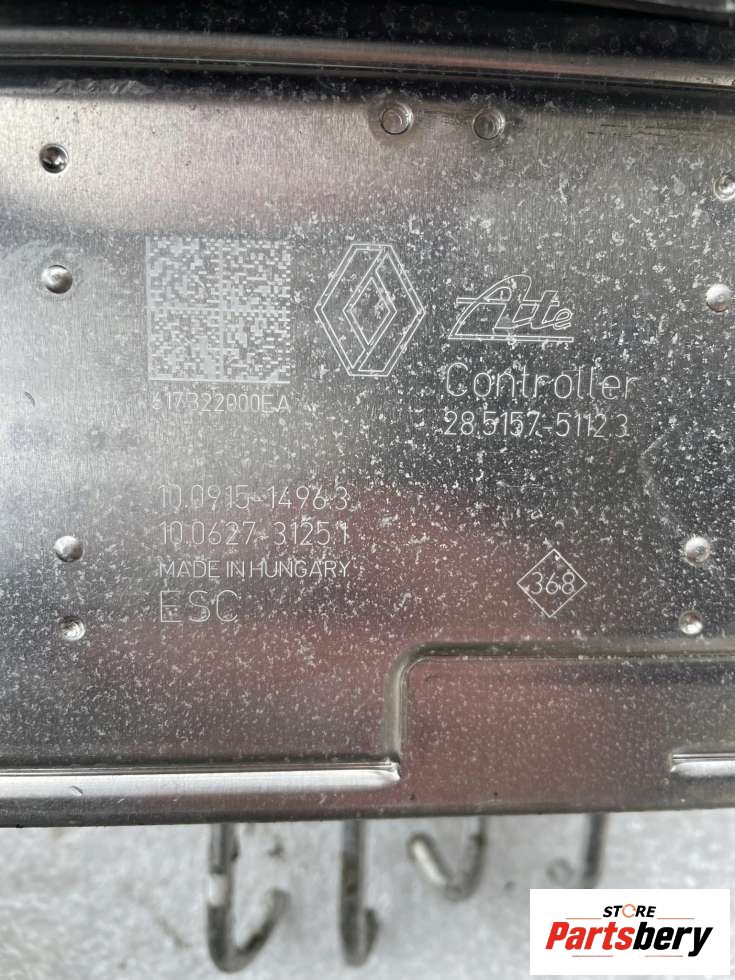 Ate
Controller
28.5157-5112.3
617322000EA
10.0915-1496.3
10.0627-3125.1
MADE IN HUNGARY
ESC
368
STORE
Partsbery